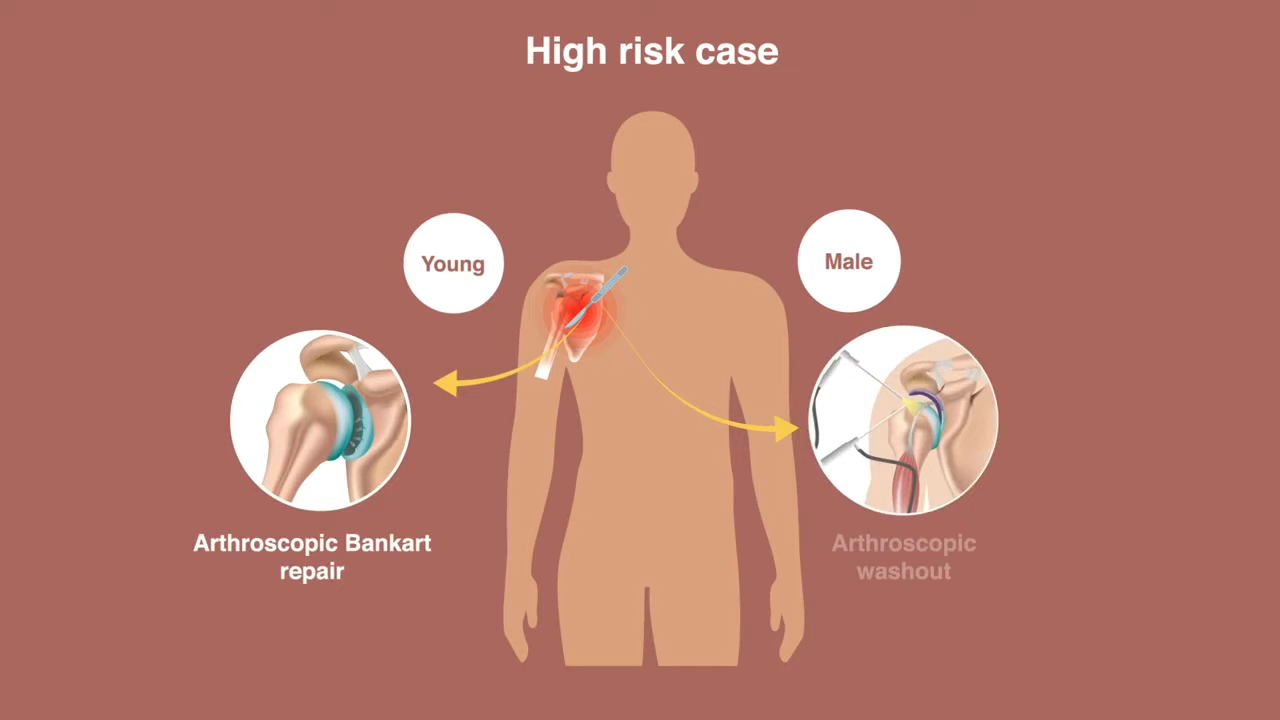 High risk case
Young
Male
Arthroscopic Bankart
repair
Arthroscopic
washout